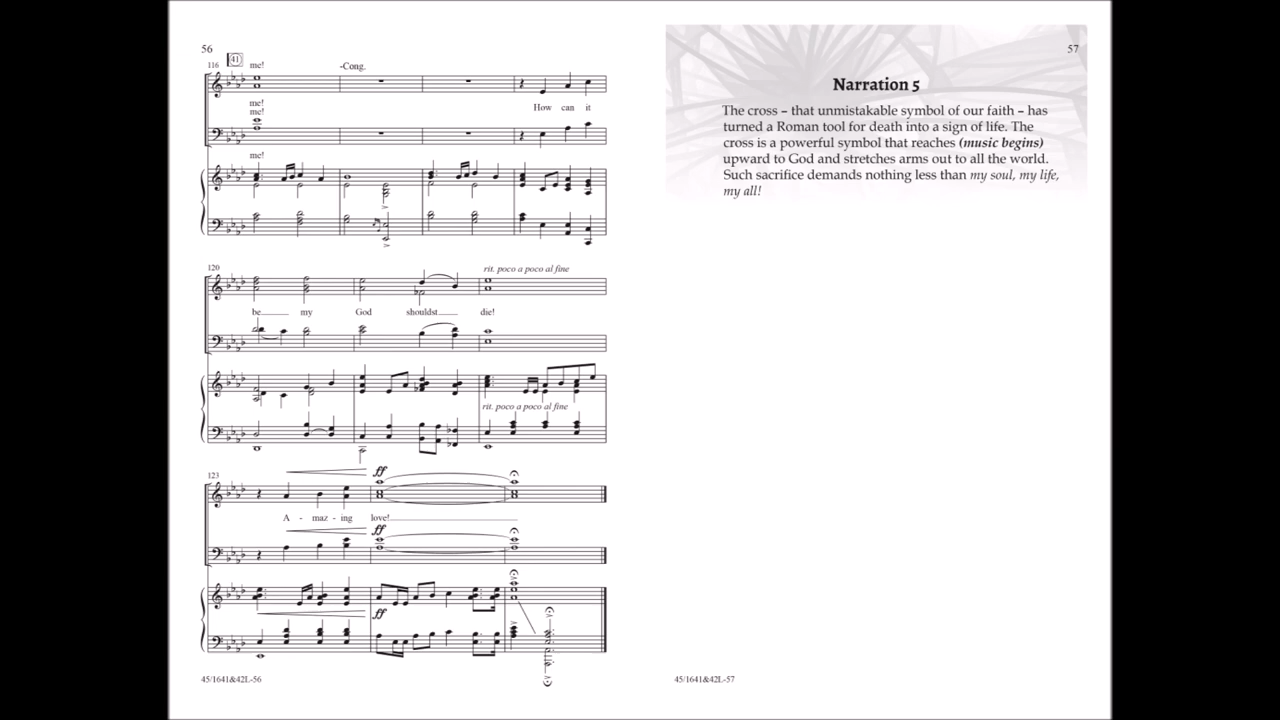 56
41
116
me!
-Cong.
me!
me!
How can it
me!
120
rit. poco a poco al fine
be my God shouldst die!
rit. poco a poco al fine
123
ff
A - maz - ing love!
ff
ff
45/1641&42L-56
57
Narration 5
The cross – that unmistakable symbol of our faith – has
turned a Roman tool for death into a sign of life. The
cross is a powerful symbol that reaches (music begins)
upward to God and stretches arms out to all the world.
Such sacrifice demands nothing less than my soul, my life,
my all!
45/1641&42L-57